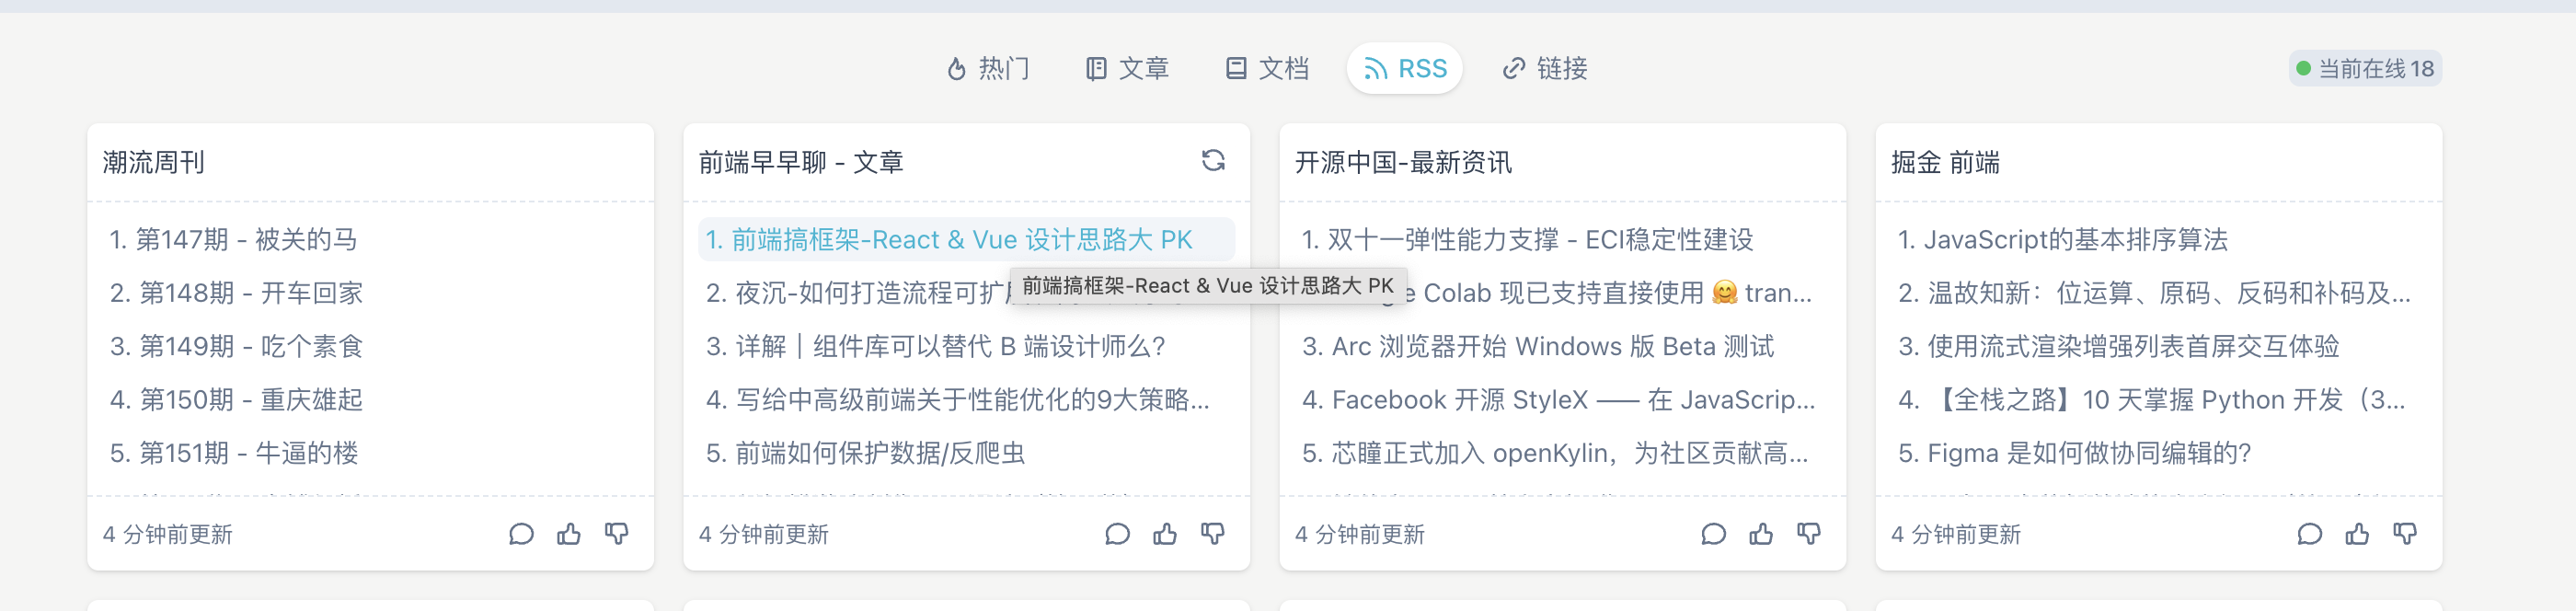 热门
文章
文档
RSS
链接
当前在线 18
潮流周刊
1. 第147期 - 被关的马
2. 第148期 - 开车回家
3. 第149期 - 吃个素食
4. 第150期 - 重庆雄起
5. 第151期 - 牛逼的楼
4 分钟前更新
前端早早聊 - 文章
1. 前端搞框架-React & Vue 设计思路大 PK
前端搞框架-React & Vue 设计思路大 PK
2. 夜沉-如何打造流程可扩
3. 详解｜组件库可以替代 B 端设计师么?
4. 写给中高级前端关于性能优化的9大策略...
5. 前端如何保护数据/反爬虫
4 分钟前更新
开源中国-最新资讯
1. 双十一弹性能力支撑 - ECI稳定性建设
Colab 现已支持直接使用 🤗 tran...
3. Arc 浏览器开始 Windows 版 Beta 测试
4. Facebook 开源 StyleX —— 在 JavaScrip...
5. 芯瞳正式加入 openKylin，为社区贡献高...
4 分钟前更新
掘金 前端
1. JavaScript的基本排序算法
2. 温故知新：位运算、原码、反码和补码及...
3. 使用流式渲染增强列表首屏交互体验
4. 【全栈之路】10 天掌握 Python 开发（3...
5. Figma 是如何做协同编辑的?
4 分钟前更新